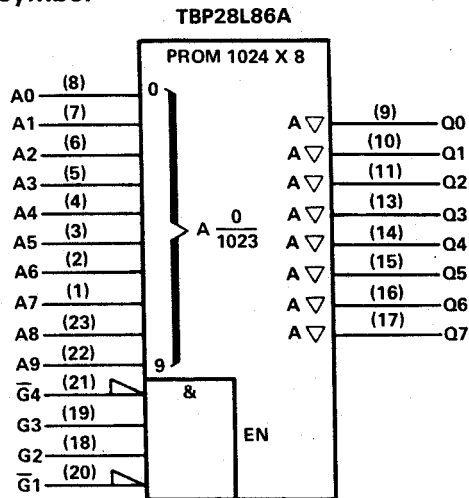 symbol
TBP28L86A
PROM 1024 X 8
A0 (8) 0
A1 (7)
A2 (6)
A3 (5)
A4 (4)
A5 (3)
A6 (2)
A7 (1)
A8 (23)
A9 (22) 9
A 0
1023
G̅4 (21) &
G3 (19)
G2 (18) EN
G̅1 (20)
A ▽ (9) Q0
A ▽ (10) Q1
A ▽ (11) Q2
A ▽ (13) Q3
A ▽ (14) Q4
A ▽ (15) Q5
A ▽ (16) Q6
A ▽ (17) Q7